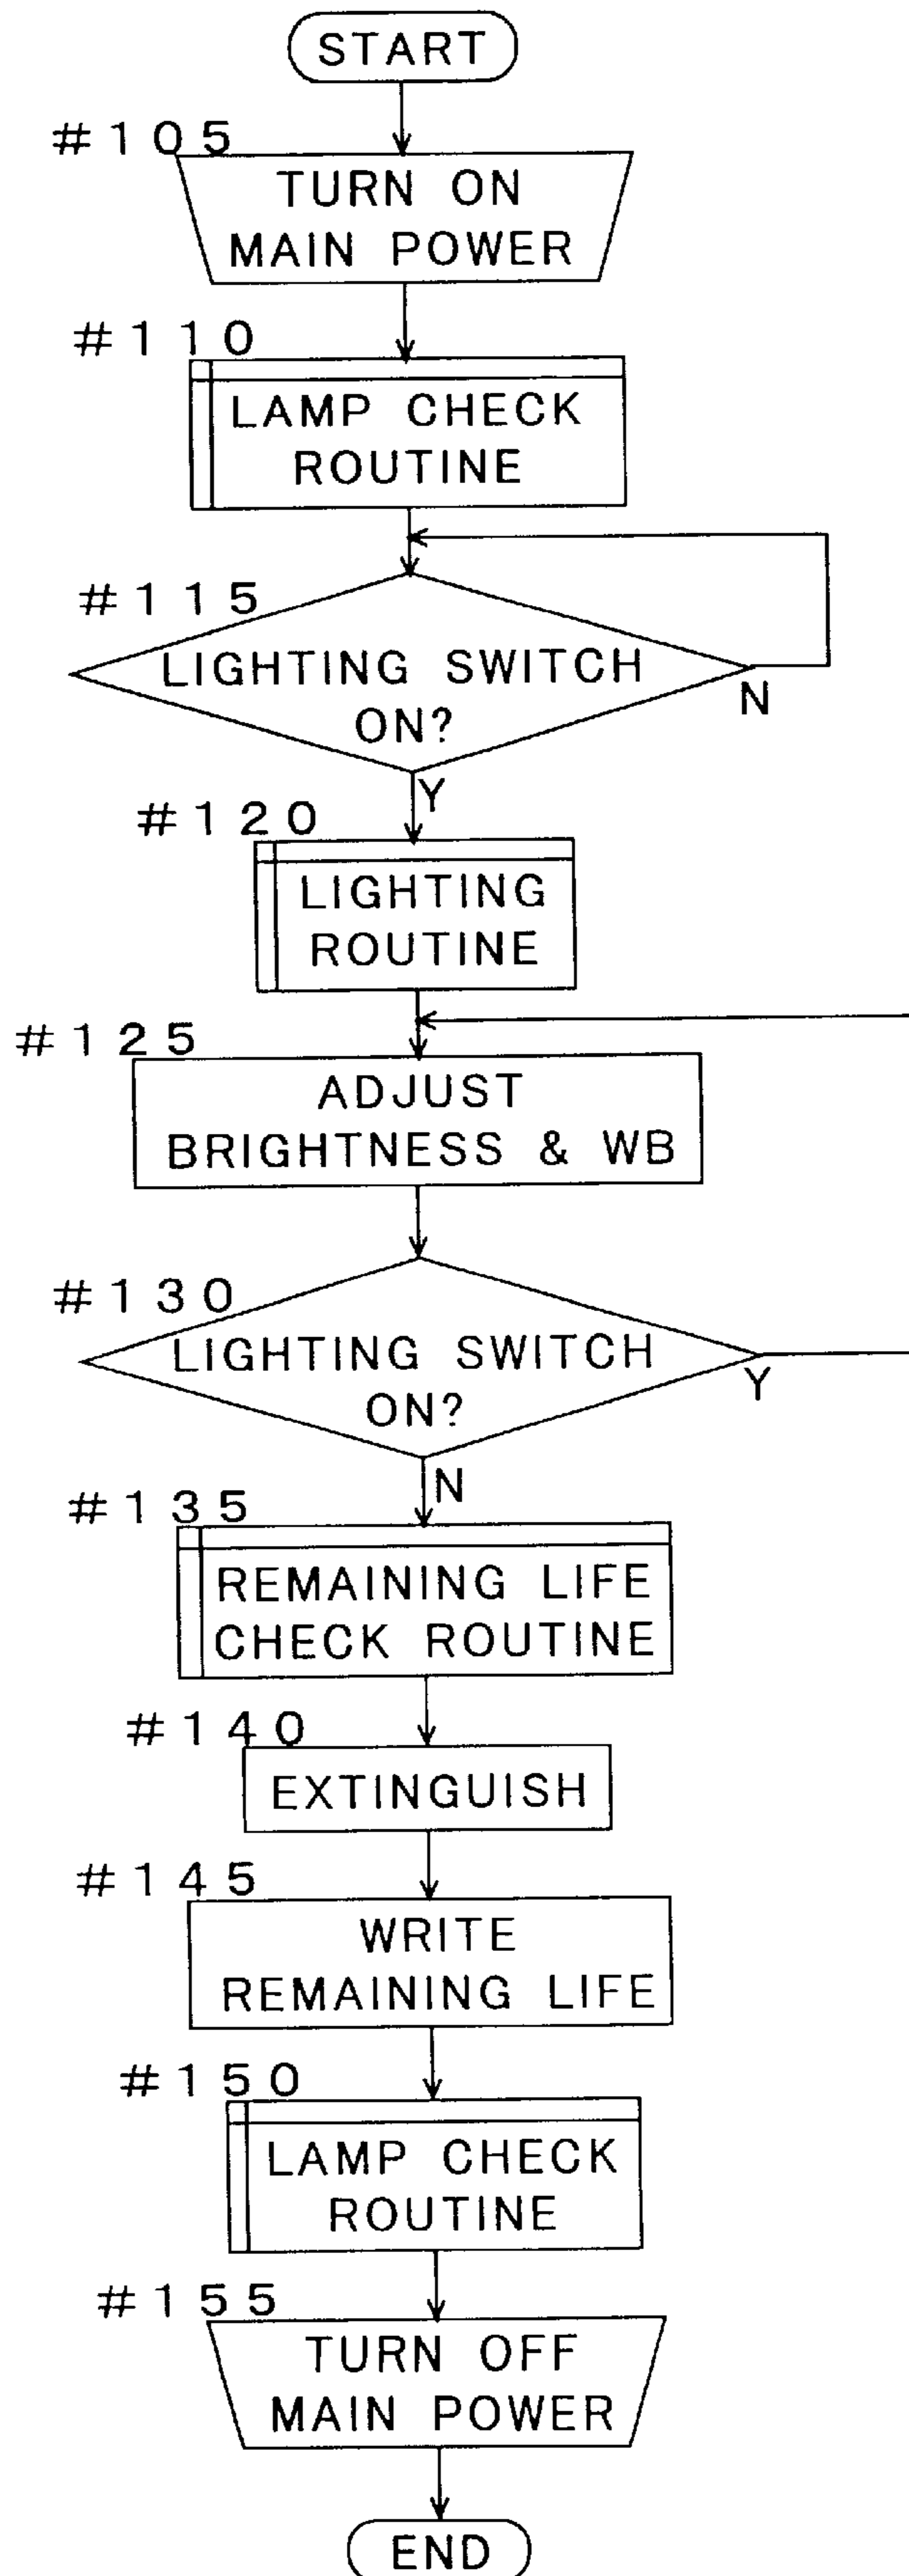 START
#105
TURN ON
MAIN POWER
#110
LAMP CHECK
ROUTINE
#115
LIGHTING SWITCH
ON?
N
Y
#120
LIGHTING
ROUTINE
#125
ADJUST
BRIGHTNESS & WB
#130
LIGHTING SWITCH
ON?
Y
N
#135
REMAINING LIFE
CHECK ROUTINE
#140
EXTINGUISH
#145
WRITE
REMAINING LIFE
#150
LAMP CHECK
ROUTINE
#155
TURN OFF
MAIN POWER
END